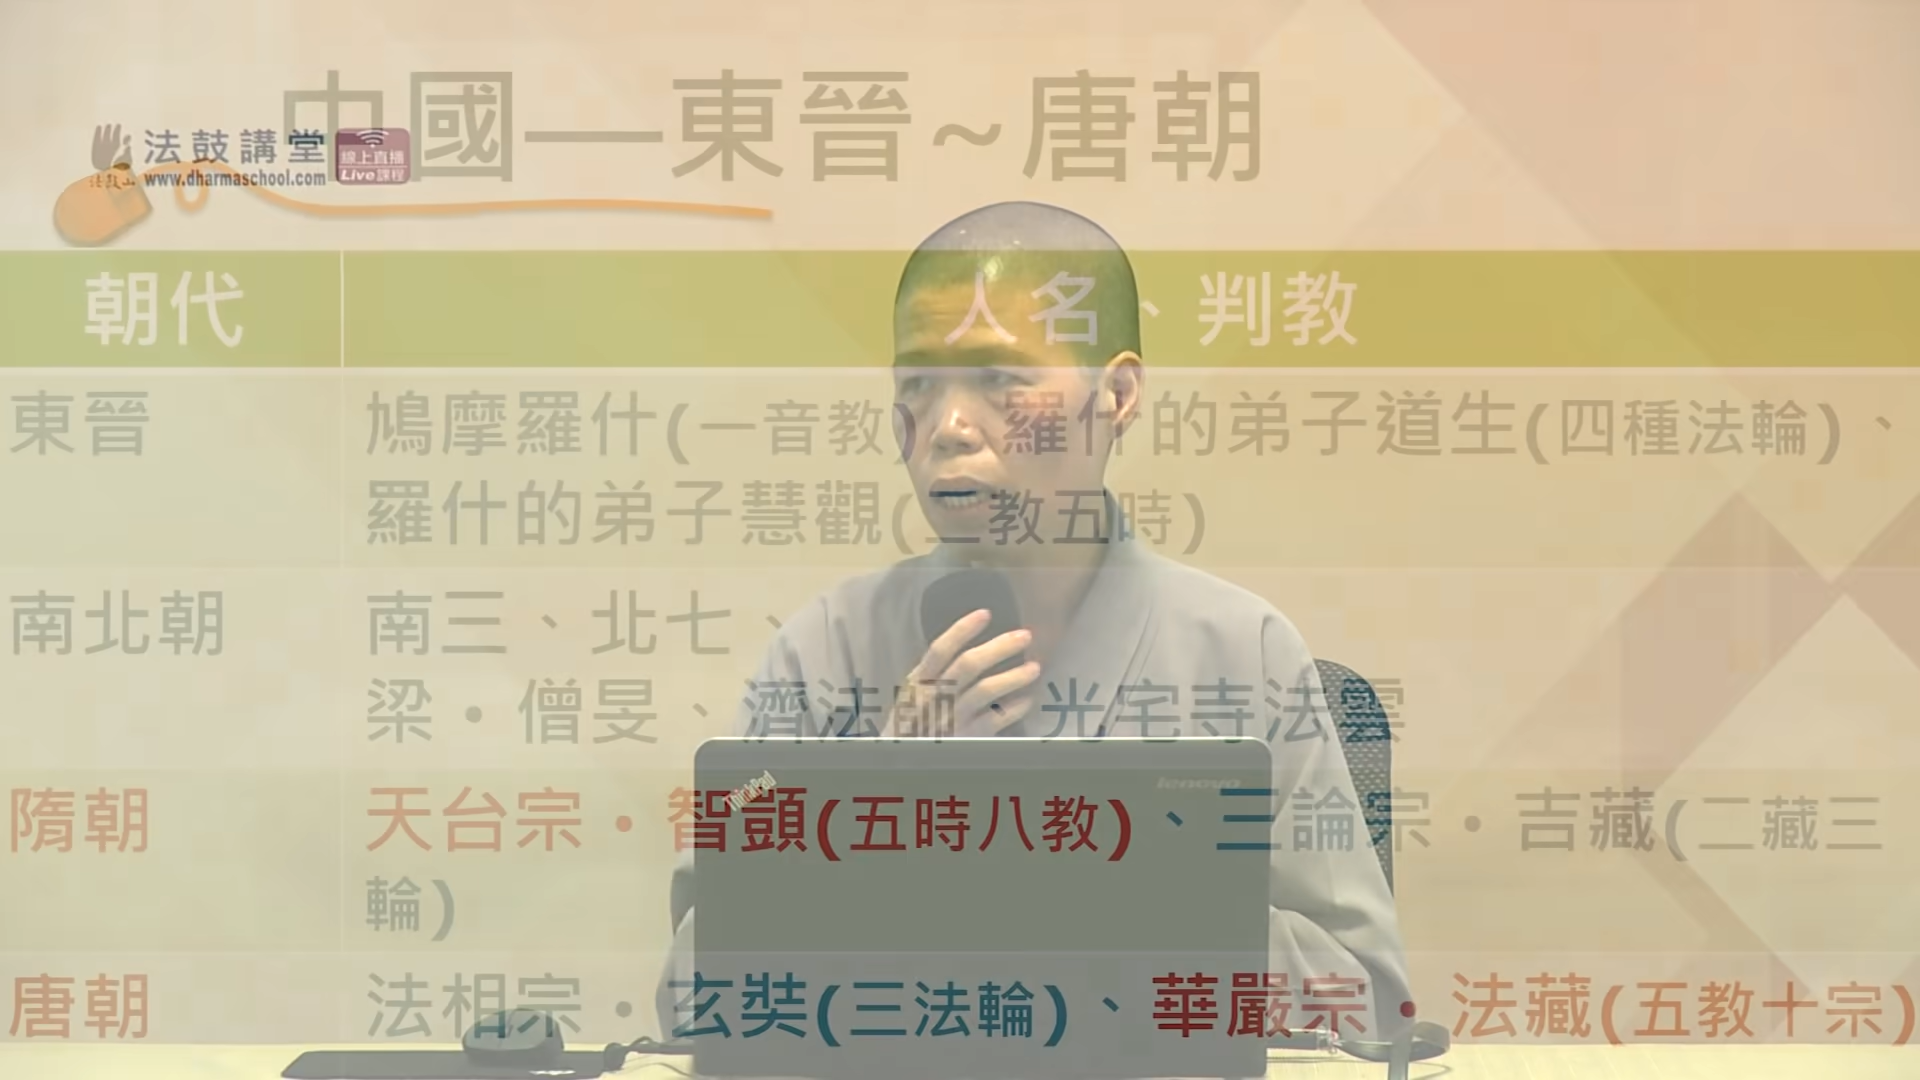 中國—東晉~唐朝
法鼓講堂
線上直播
Live課程
法鼓山
www.dharmaschool.com
朝代
人名、判教
東晉
鳩摩羅什(一音教)、羅什的弟子道生(四種法輪)、
羅什的弟子慧觀(二教五時)
南北朝
南三、北七、
梁•僧旻、濟法師、光宅寺法雲
隋朝
天台宗•智顗(五時八教)、三論宗•吉藏(二藏三
輪)
ThinkPad
lenovo
唐朝
法相宗•玄奘(三法輪)、華嚴宗•法藏(五教十宗)